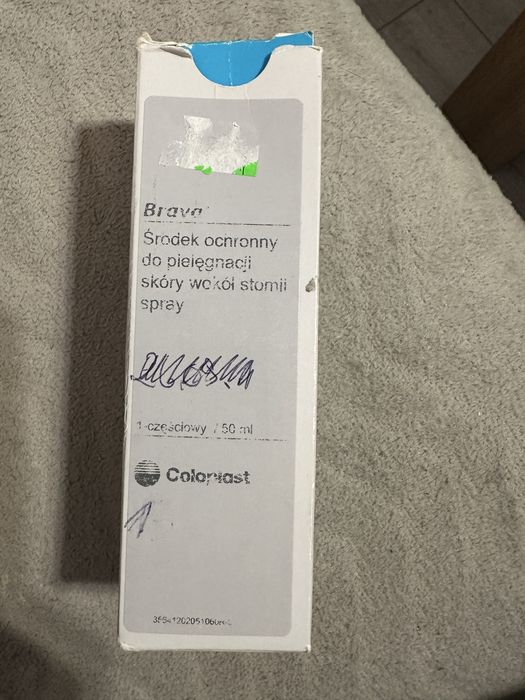 Brava
Środek ochronny
do pielęgnacji
skóry wokół stomii
spray
1-częściowy / 50 ml
Coloplast